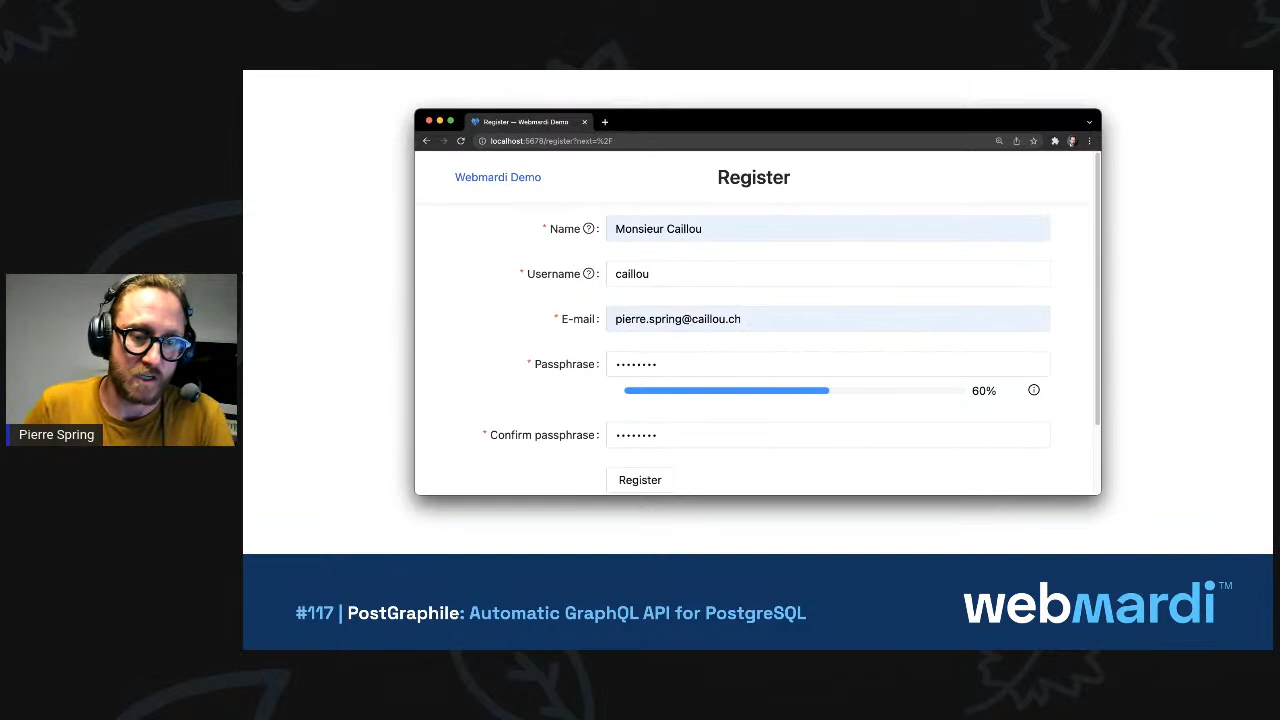 Register — Webmardi Demo
localhost:5678/register?next=%2F
Webmardi Demo
Register
* Name ? :
Monsieur Caillou
* Username ? :
caillou
* E-mail :
pierre.spring@caillou.ch
* Passphrase :
••••••••
60%
* Confirm passphrase :
••••••••
Register
Pierre Spring
#117 | PostGraphile: Automatic GraphQL API for PostgreSQL
webmardi™